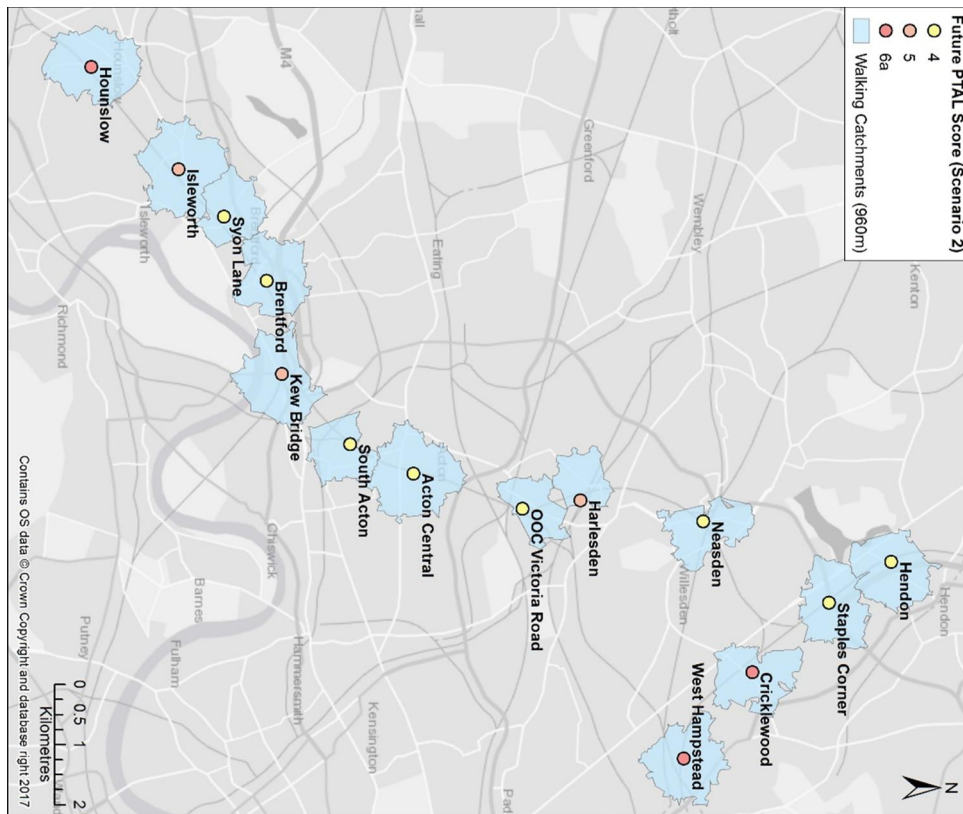 Future PTAL Score (Scenario 2)
4
5
6a
Walking Catchments (960m)
N
Kenton
Hendon
Hendon
Staples Corner
Wembley
Cricklewood
Neasden
Willesden
West Hampstead
Greenford
Harlesden
OOC Victoria Road
Ealing
Acton
Acton Central
South Acton
Kensington
M4
Kew Bridge
Chiswick
Hammersmith
Brentford
Brentford
Syon Lane
Isleworth
Isleworth
Barnes
Fulham
Hounslow
Hounslow
Richmond
Putney
0 0.5 1 2
Kilometres
Contains OS data © Crown Copyright and database right 2017